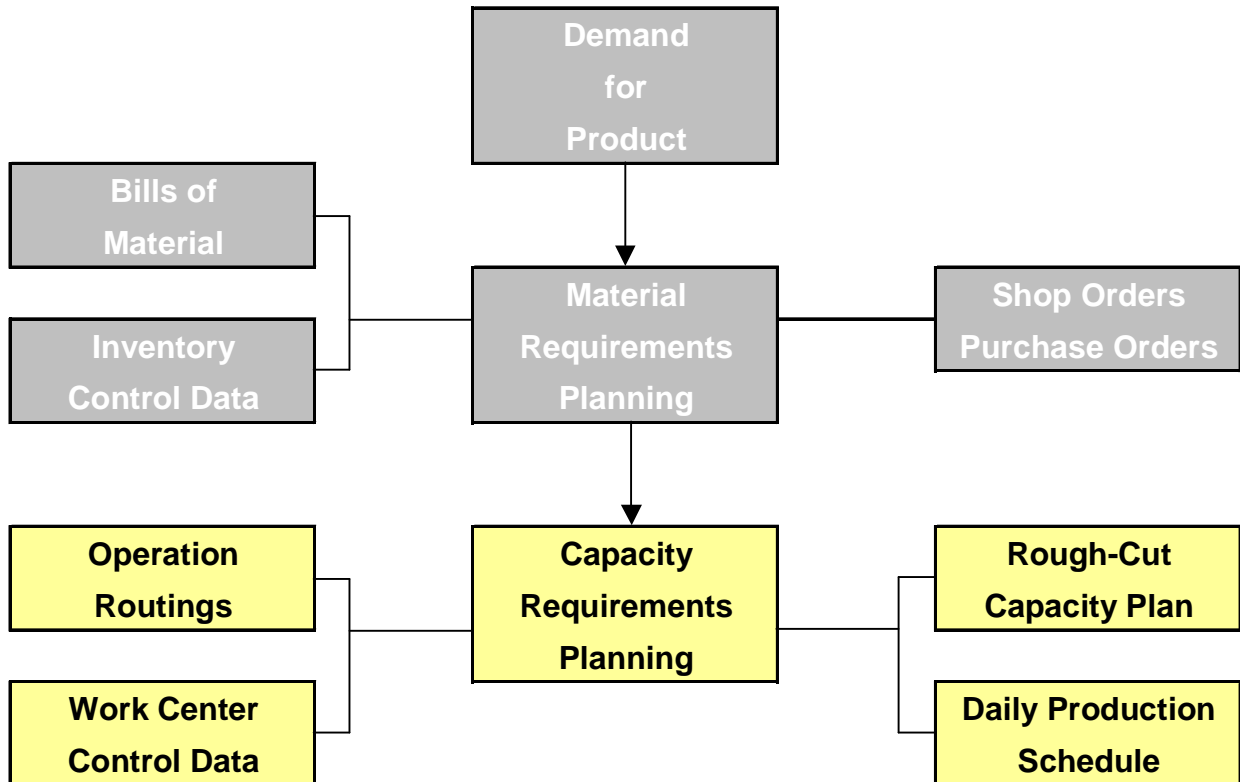 Demand
for
Product
Bills of
Material
Inventory
Control Data
Material
Requirements
Planning
Shop Orders
Purchase Orders
Operation
Routings
Work Center
Control Data
Capacity
Requirements
Planning
Rough-Cut
Capacity Plan
Daily Production
Schedule